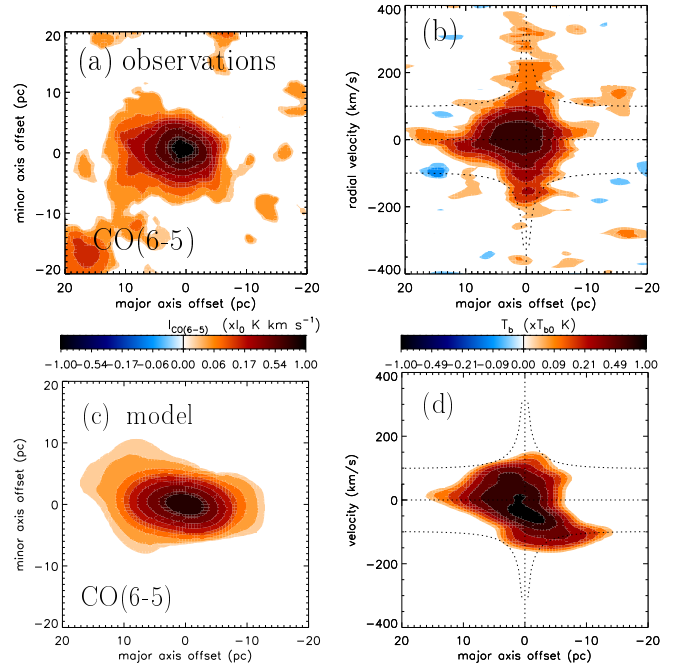 (a) observations
CO(6-5)
minor axis offset (pc)
20
10
0
-10
-20
20 10 0 -10 -20
major axis offset (pc)
(b)
radial velocity (km/s)
400
200
0
-200
-400
20 10 0 -10 -20
major axis offset (pc)
I_CO(6-5) (xI_0 K km s^-1)
-1.00 -0.54 -0.17 -0.06 0.00 0.06 0.17 0.54 1.00
T_b (xT_b0 K)
-1.00 -0.49 -0.21 -0.09 0.00 0.09 0.21 0.49 1.00
(c) model
CO(6-5)
minor axis offset (pc)
20
10
0
-10
-20
20 10 0 -10 -20
major axis offset (pc)
(d)
velocity (km/s)
400
200
0
-200
-400
20 10 0 -10 -20
major axis offset (pc)